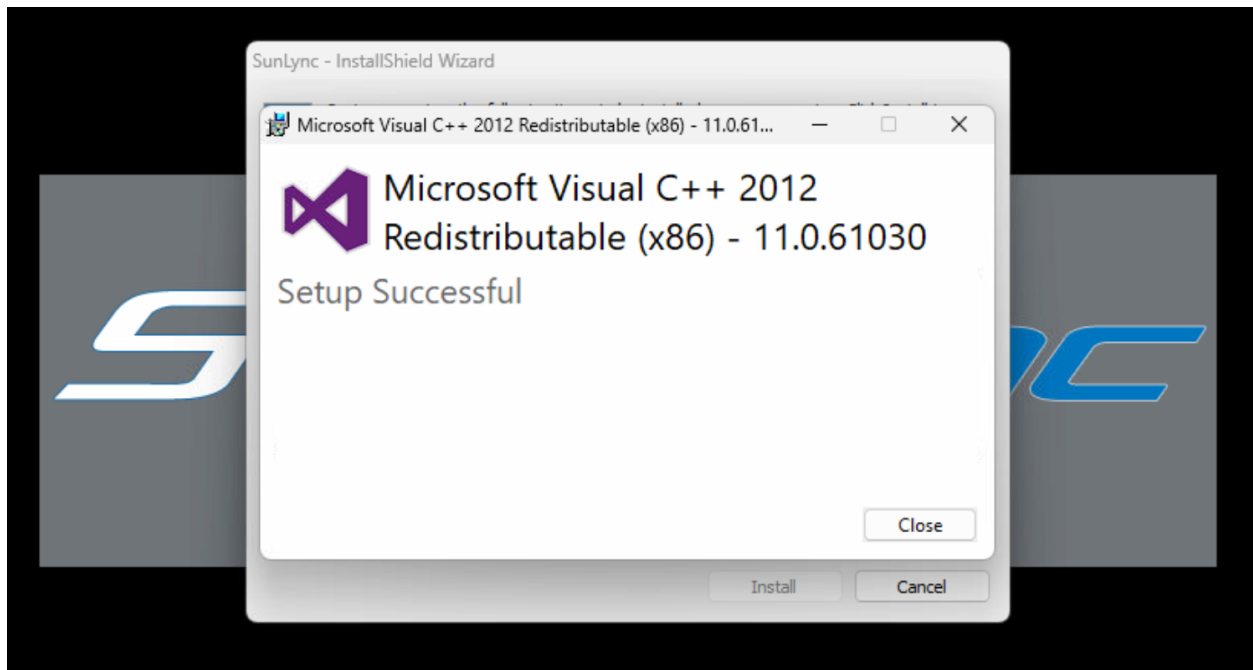 SunLync - InstallShield Wizard
Microsoft Visual C++ 2012 Redistributable (x86) - 11.0.61...
Microsoft Visual C++ 2012
Redistributable (x86) - 11.0.61030
Setup Successful
Close
Install
Cancel